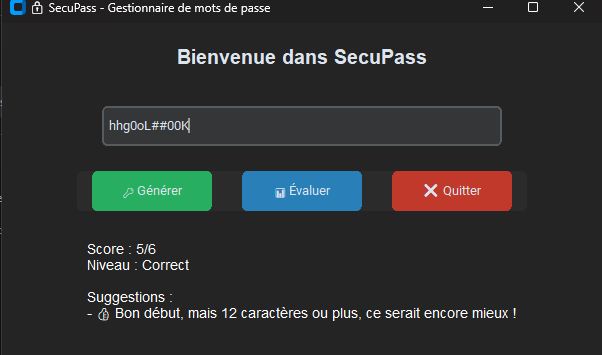 SecuPass - Gestionnaire de mots de passe
Bienvenue dans SecuPass
hhg0oL##00K
Générer
Évaluer
Quitter
Score : 5/6
Niveau : Correct
Suggestions :
- Bon début, mais 12 caractères ou plus, ce serait encore mieux !